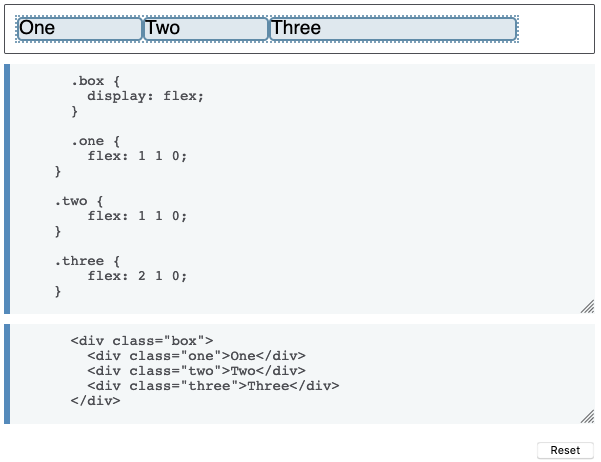 One Two Three
.box {
display: flex;
}
.one {
flex: 1 1 0;
}
.two {
flex: 1 1 0;
}
.three {
flex: 2 1 0;
}
<div class="box">
<div class="one">One</div>
<div class="two">Two</div>
<div class="three">Three</div>
</div>
Reset